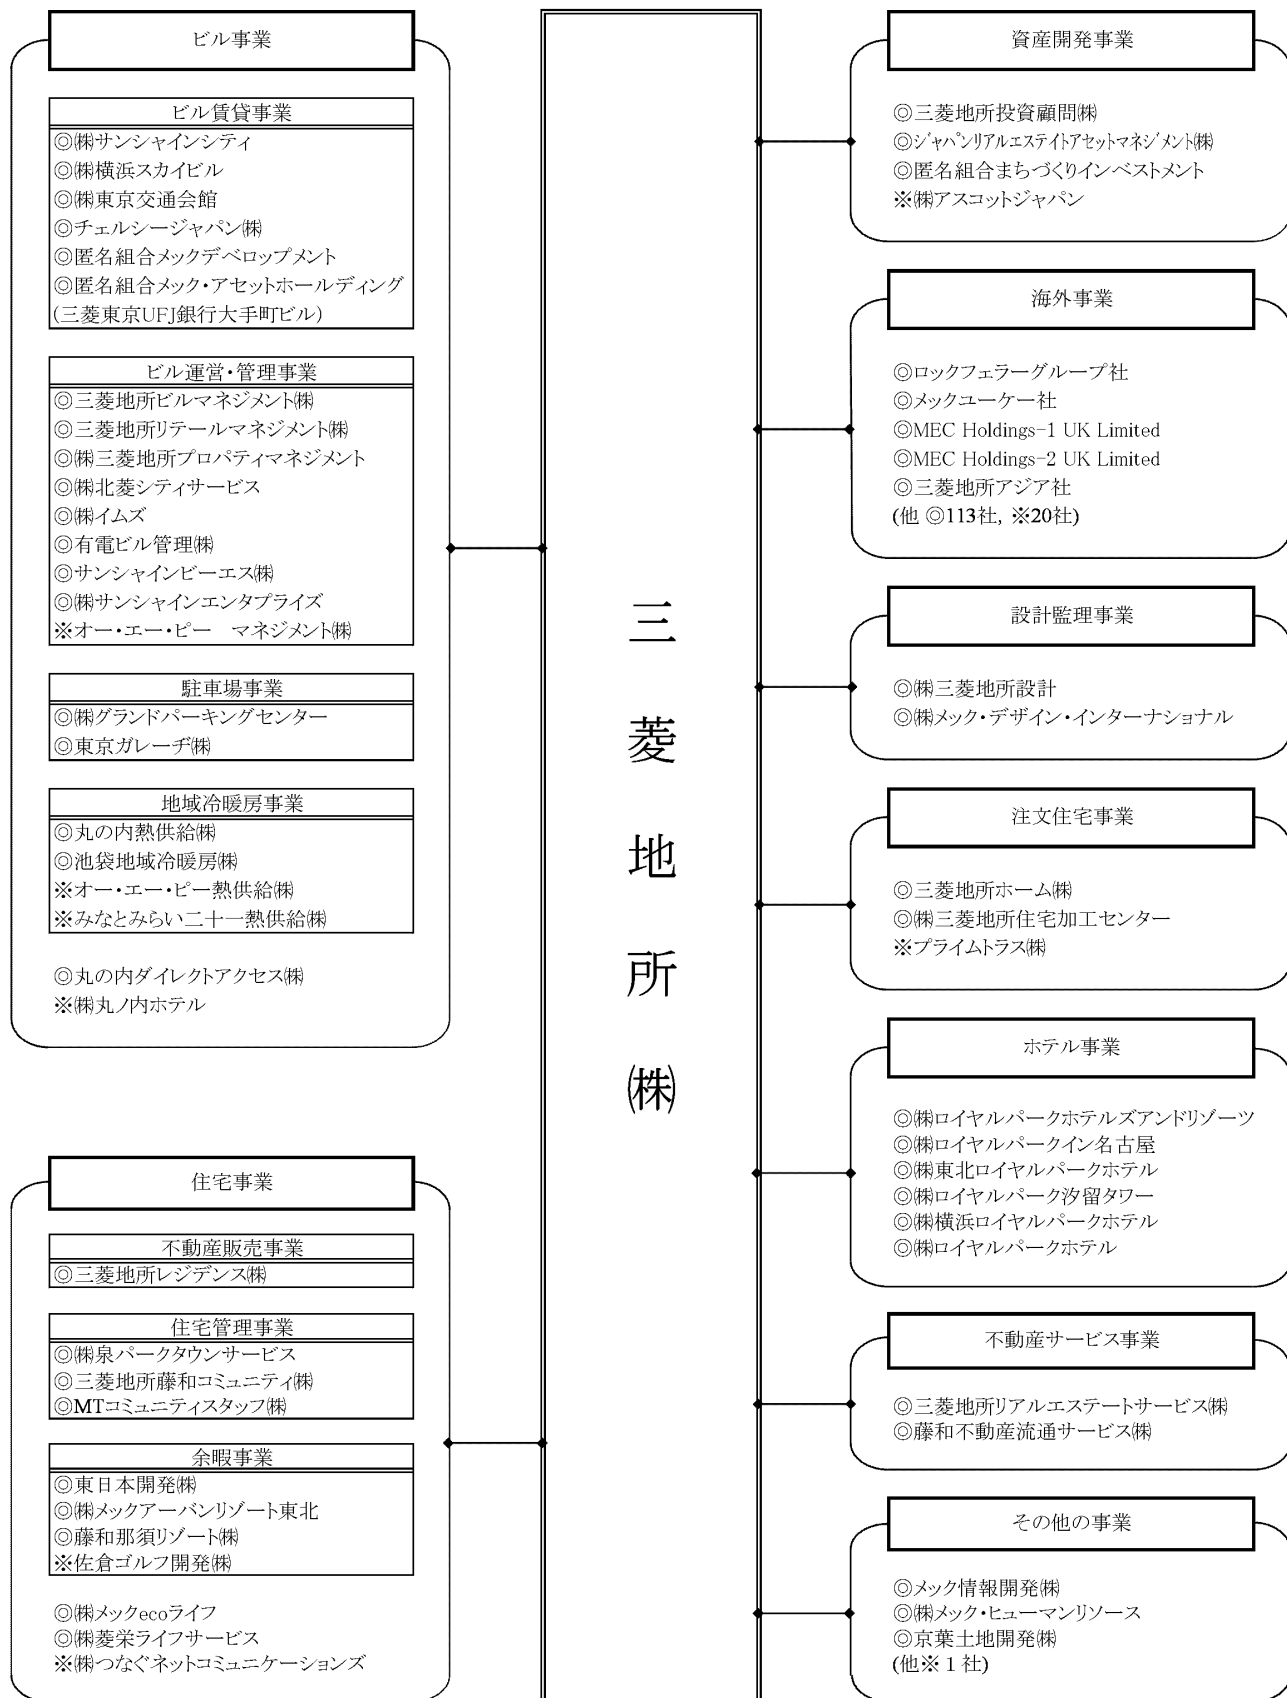 ビル事業
ビル賃貸事業
◎㈱サンシャインシティ
◎㈱横浜スカイビル
◎㈱東京交通会館
◎チェルシージャパン㈱
◎匿名組合メックデベロップメント
◎匿名組合メック・アセットホールディング
(三菱東京UFJ銀行大手町ビル)
ビル運営・管理事業
◎三菱地所ビルマネジメント㈱
◎三菱地所リテールマネジメント㈱
◎㈱三菱地所プロパティマネジメント
◎㈱北菱シティサービス
◎㈱イムズ
◎有電ビル管理㈱
◎サンシャインビーエス㈱
◎㈱サンシャインエンタプライズ
※オー・エー・ピー　マネジメント㈱
駐車場事業
◎㈱グランドパーキングセンター
◎東京ガレーヂ㈱
地域冷暖房事業
◎丸の内熱供給㈱
◎池袋地域冷暖房㈱
※オー・エー・ピー熱供給㈱
※みなとみらい二十一熱供給㈱
◎丸の内ダイレクトアクセス㈱
※㈱丸ノ内ホテル
住宅事業
不動産販売事業
◎三菱地所レジデンス㈱
住宅管理事業
◎㈱泉パークタウンサービス
◎三菱地所藤和コミュニティ㈱
◎MTコミュニティスタッフ㈱
余暇事業
◎東日本開発㈱
◎㈱メックアーバンリゾート東北
◎藤和那須リゾート㈱
※佐倉ゴルフ開発㈱
◎㈱メックecoライフ
◎㈱菱栄ライフサービス
※㈱つなぐネットコミュニケーションズ
三菱地所㈱
資産開発事業
◎三菱地所投資顧問㈱
◎ジャパンリアルエステイトアセットマネジメント㈱
◎匿名組合まちづくりインベストメント
※㈱アスコットジャパン
海外事業
◎ロックフェラーグループ社
◎メックユーケー社
◎MEC Holdings-1 UK Limited
◎MEC Holdings-2 UK Limited
◎三菱地所アジア社
(他 ◎113社, ※20社)
設計監理事業
◎㈱三菱地所設計
◎㈱メック・デザイン・インターナショナル
注文住宅事業
◎三菱地所ホーム㈱
◎㈱三菱地所住宅加工センター
※プライムトラス㈱
ホテル事業
◎㈱ロイヤルパークホテルズアンドリゾーツ
◎㈱ロイヤルパークイン名古屋
◎㈱東北ロイヤルパークホテル
◎㈱ロイヤルパーク汐留タワー
◎㈱横浜ロイヤルパークホテル
◎㈱ロイヤルパークホテル
不動産サービス事業
◎三菱地所リアルエステートサービス㈱
◎藤和不動産流通サービス㈱
その他の事業
◎メック情報開発㈱
◎㈱メック・ヒューマンリソース
◎京葉土地開発㈱
(他※１社)